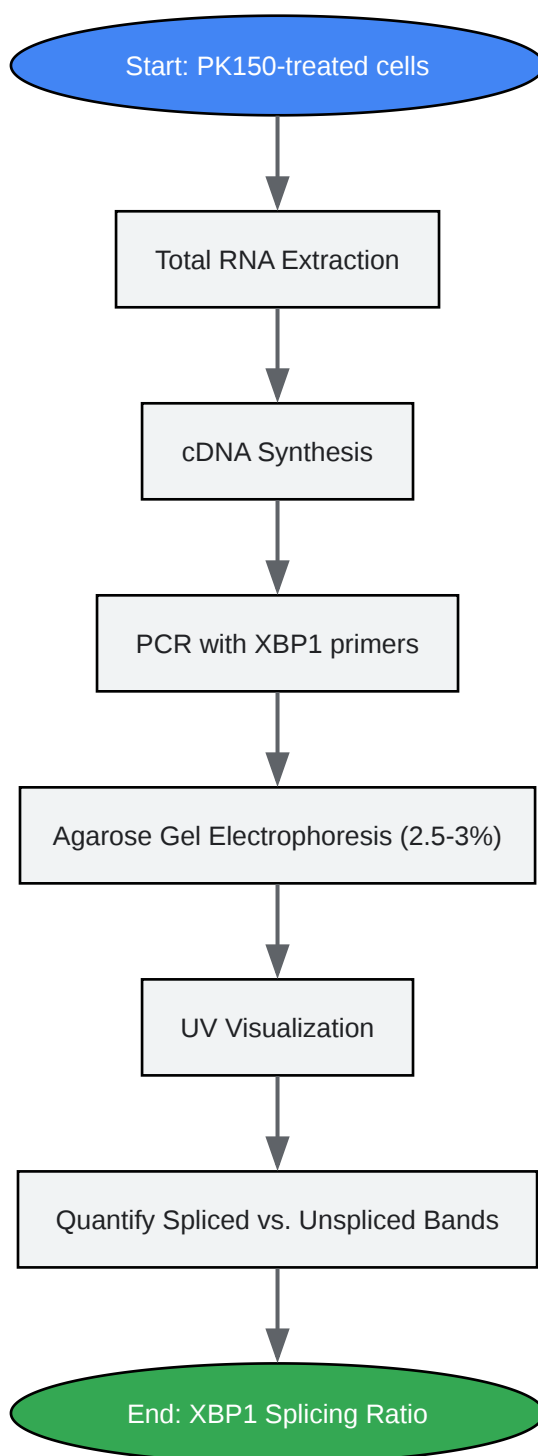 Start: PK150-treated cells
Total RNA Extraction
cDNA Synthesis
PCR with XBP1 primers
Agarose Gel Electrophoresis (2.5-3%)
UV Visualization
Quantify Spliced vs. Unspliced Bands
End: XBP1 Splicing Ratio